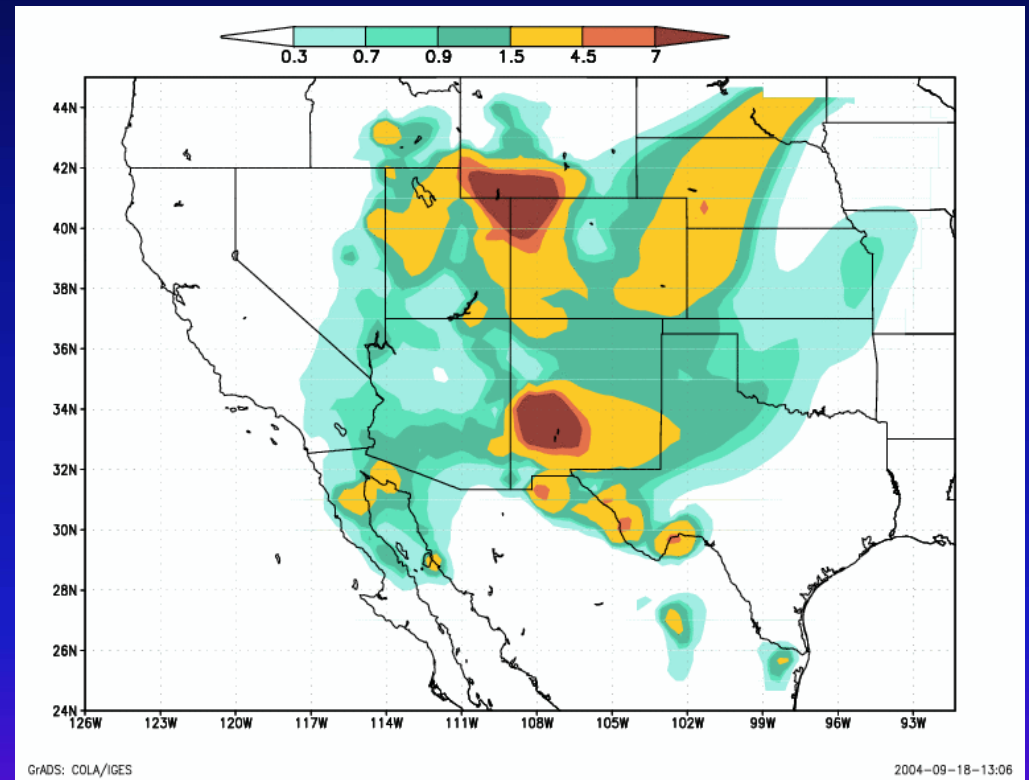 0.3 0.7 0.9 1.5 4.5 7
44N
42N
40N
38N
36N
34N
32N
30N
28N
26N
24N
126W 123W 120W 117W 114W 111W 108W 105W 102W 99W 96W 93W
GrADS: COLA/IGES 2004-09-18-13:06